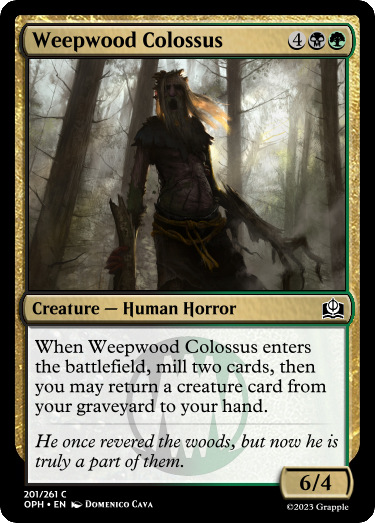 Weepwood Colossus 4
Creature — Human Horror
When Weepwood Colossus enters
the battlefield, mill two cards, then
you may return a creature card from
your graveyard to your hand.
He once revered the woods, but now he is
truly a part of them.
6/4
201/261 C
OPH • EN Domenico Cava
©2023 Grapple